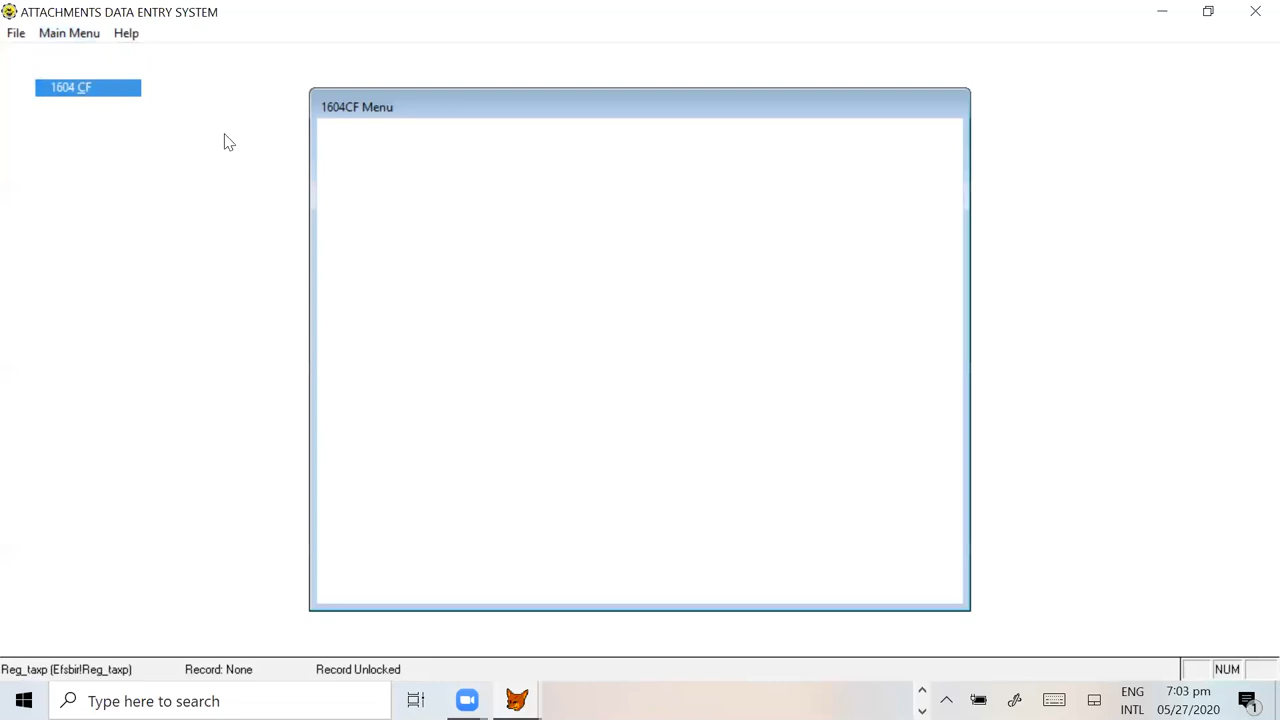 ATTACHMENTS DATA ENTRY SYSTEM
File Main Menu Help
1604 CF
1604CF Menu
Reg_taxp (Efsbir!Reg_taxp) Record: None Record Unlocked NUM
Type here to search
ENG
INTL
7:03 pm
05/27/2020
1